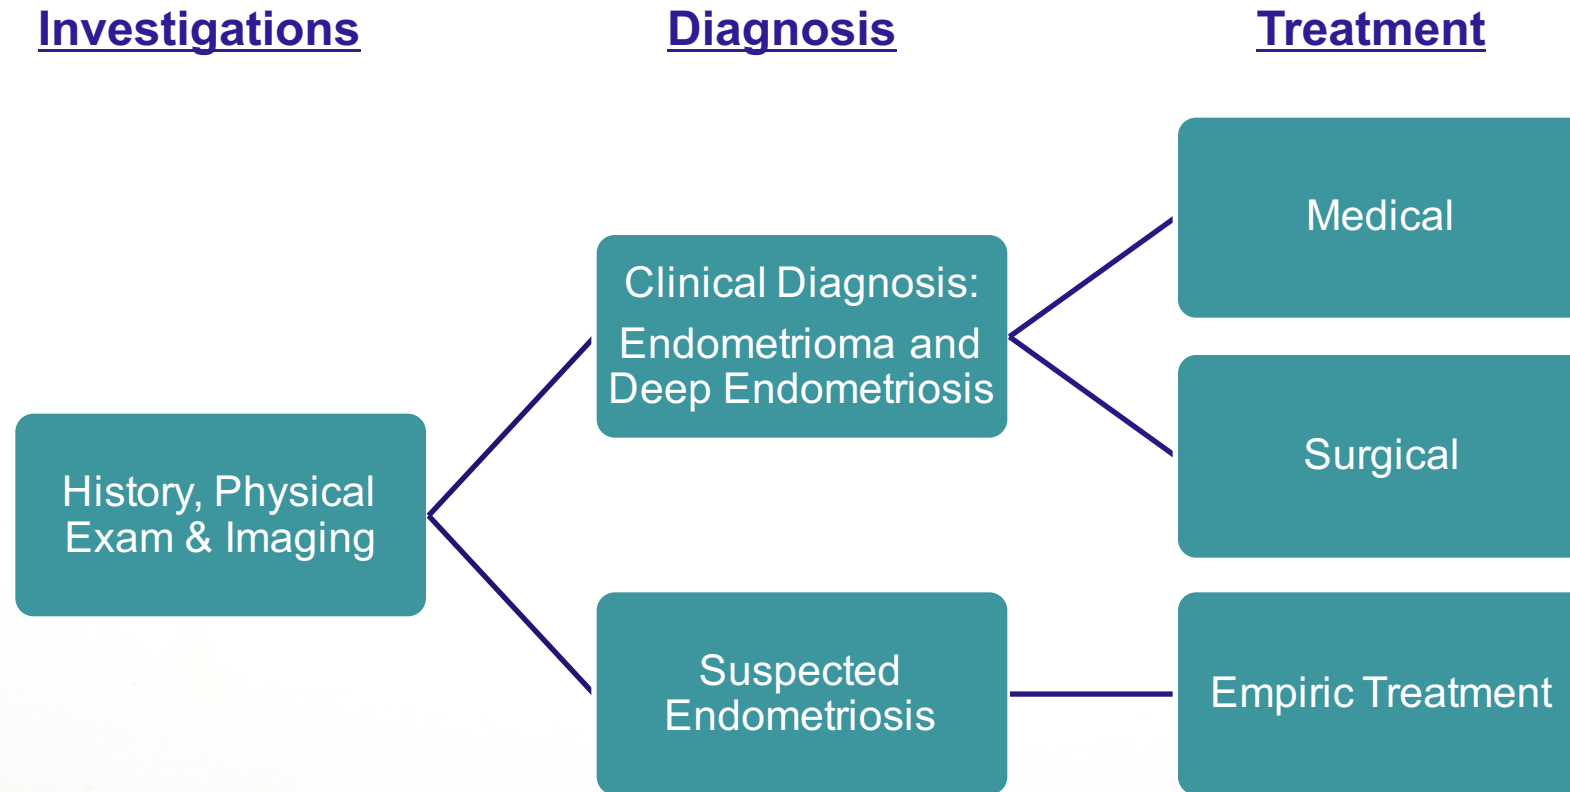 Investigations
Diagnosis
Treatment
History, Physical
Exam & Imaging
Clinical Diagnosis:
Endometrioma and
Deep Endometriosis
Suspected
Endometriosis
Medical
Surgical
Empiric Treatment